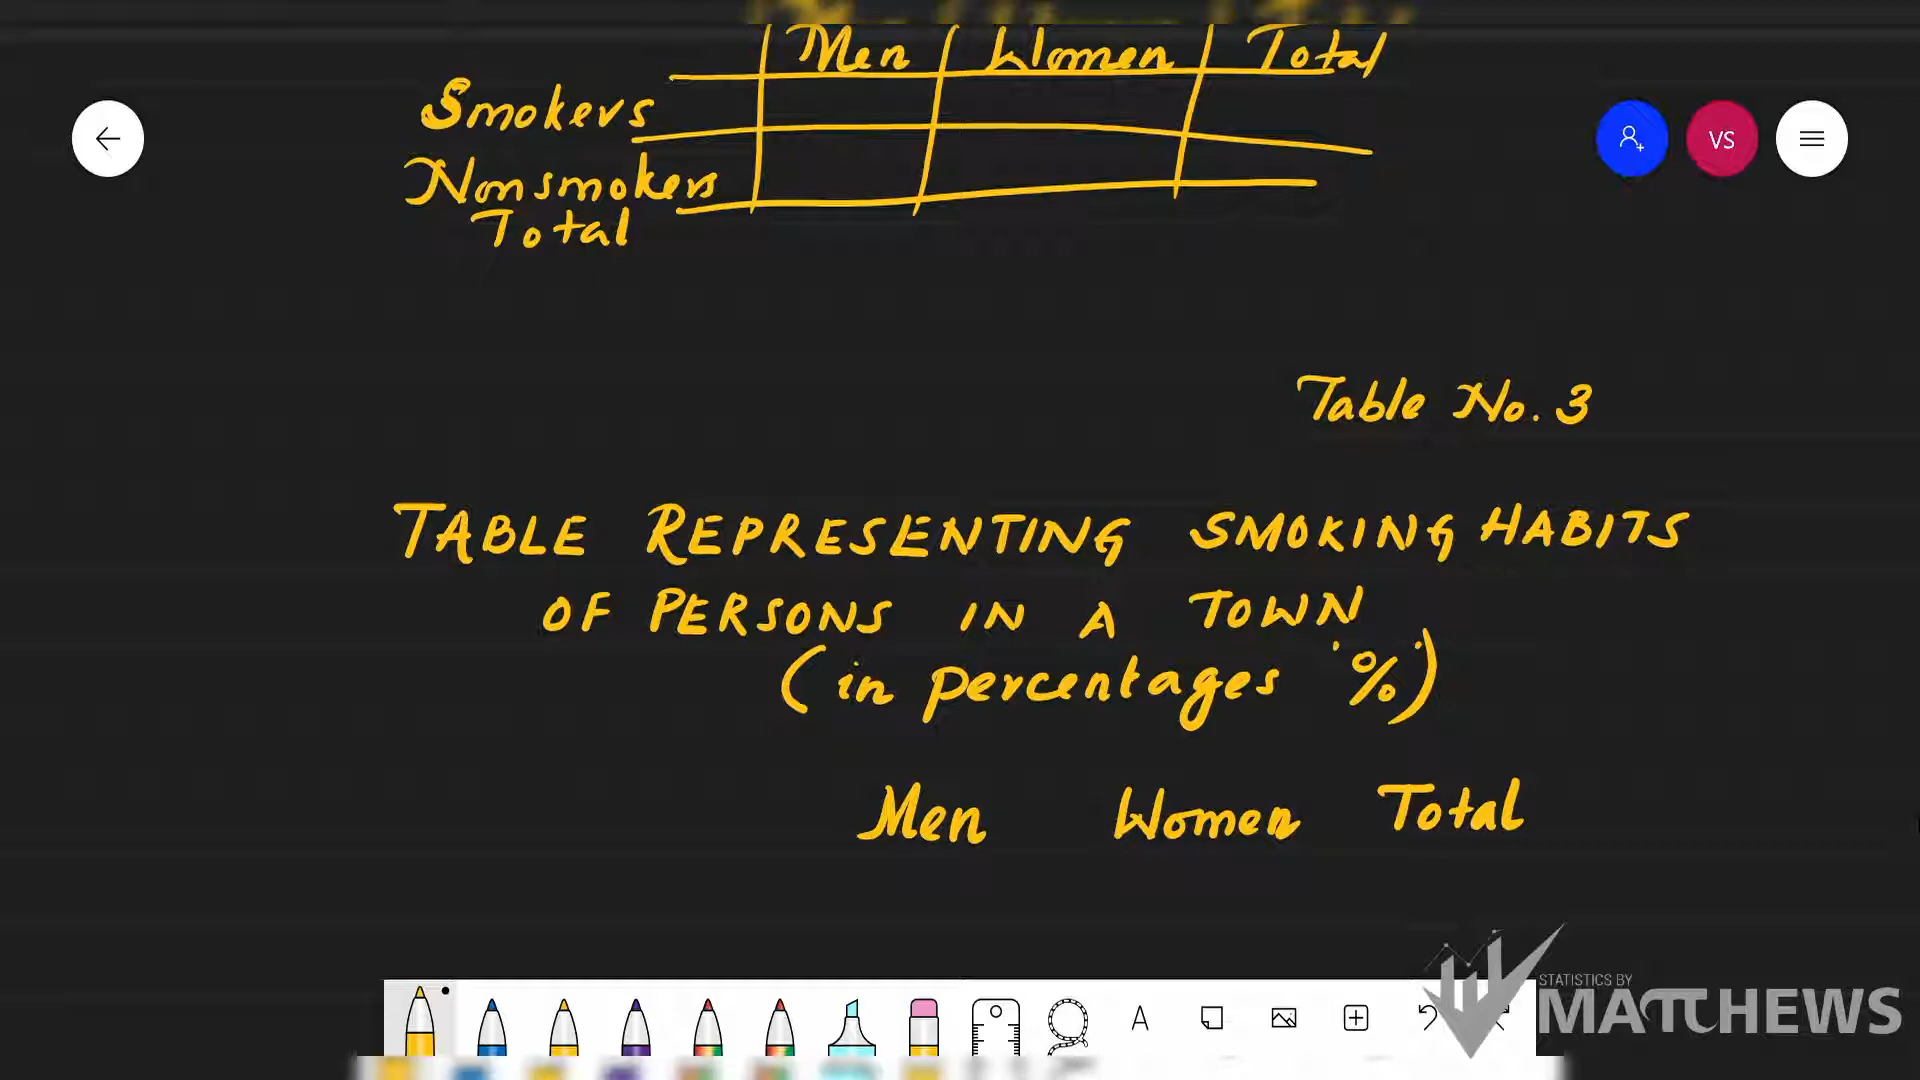 Men Women Total
Smokers
Nonsmokers
Total
VS
Table No. 3
TABLE REPRESENTING SMOKING HABITS
OF PERSONS IN A TOWN
(in percentages '%')
Men Women Total
STATISTICS BY
MATTCHEWS